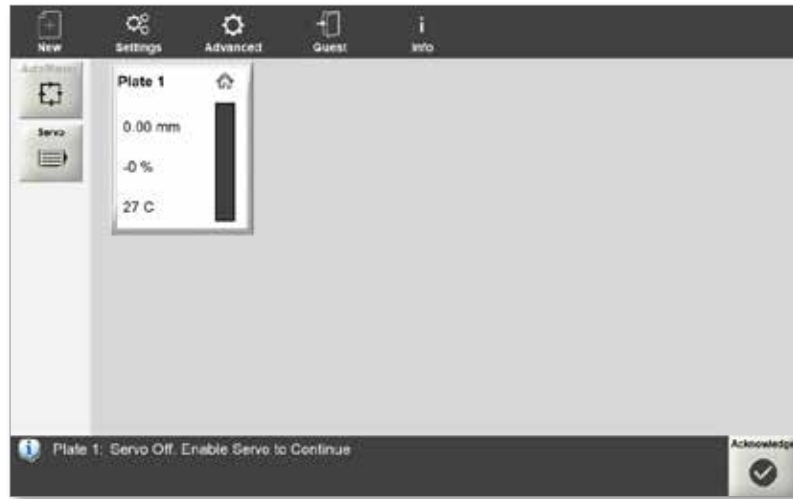 New Settings Advanced Guest Info
Plate 1
0.00 mm
-0 %
27 C
Servo
Plate 1: Servo Off. Enable Servo to Continue
Acknowledge